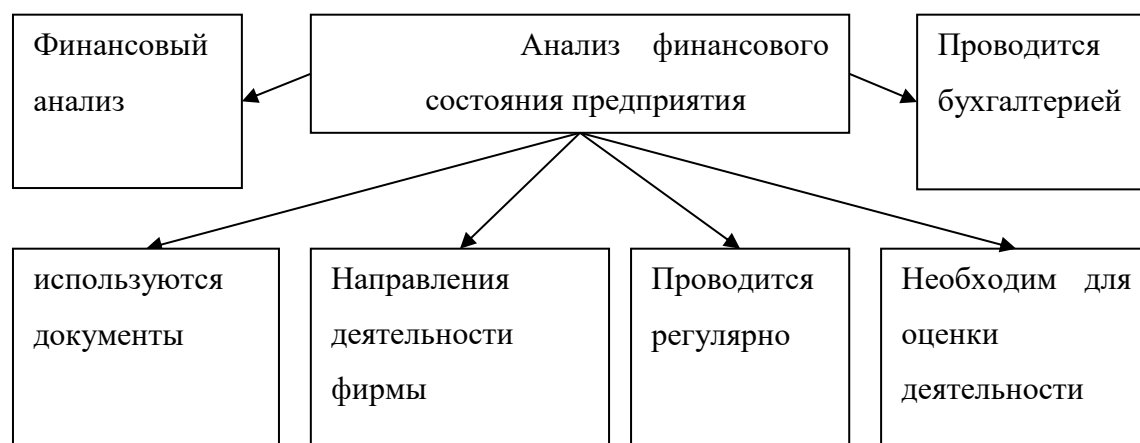 Финансовый
анализ
Анализ финансового
состояния предприятия
Проводится
бухгалтерией
используются
документы
Направления
деятельности
фирмы
Проводится
регулярно
Необходим для
оценки
деятельности